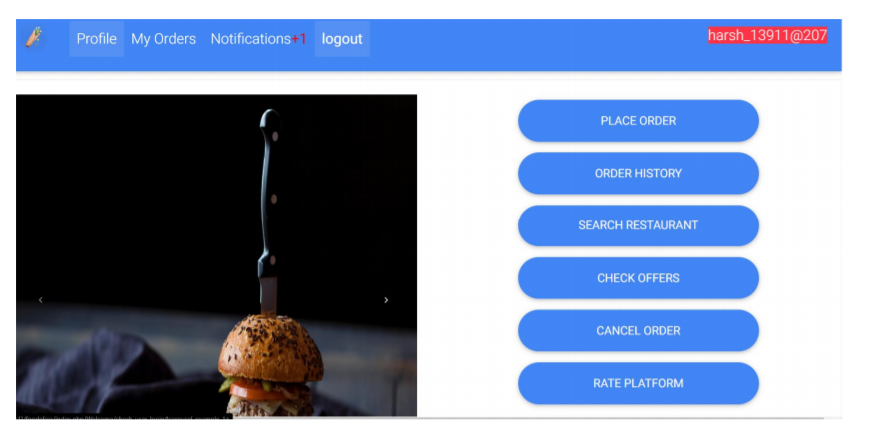 Profile My Orders Notifications+1 logout harsh_13911@207
PLACE ORDER
ORDER HISTORY
SEARCH RESTAURANT
CHECK OFFERS
CANCEL ORDER
RATE PLATFORM